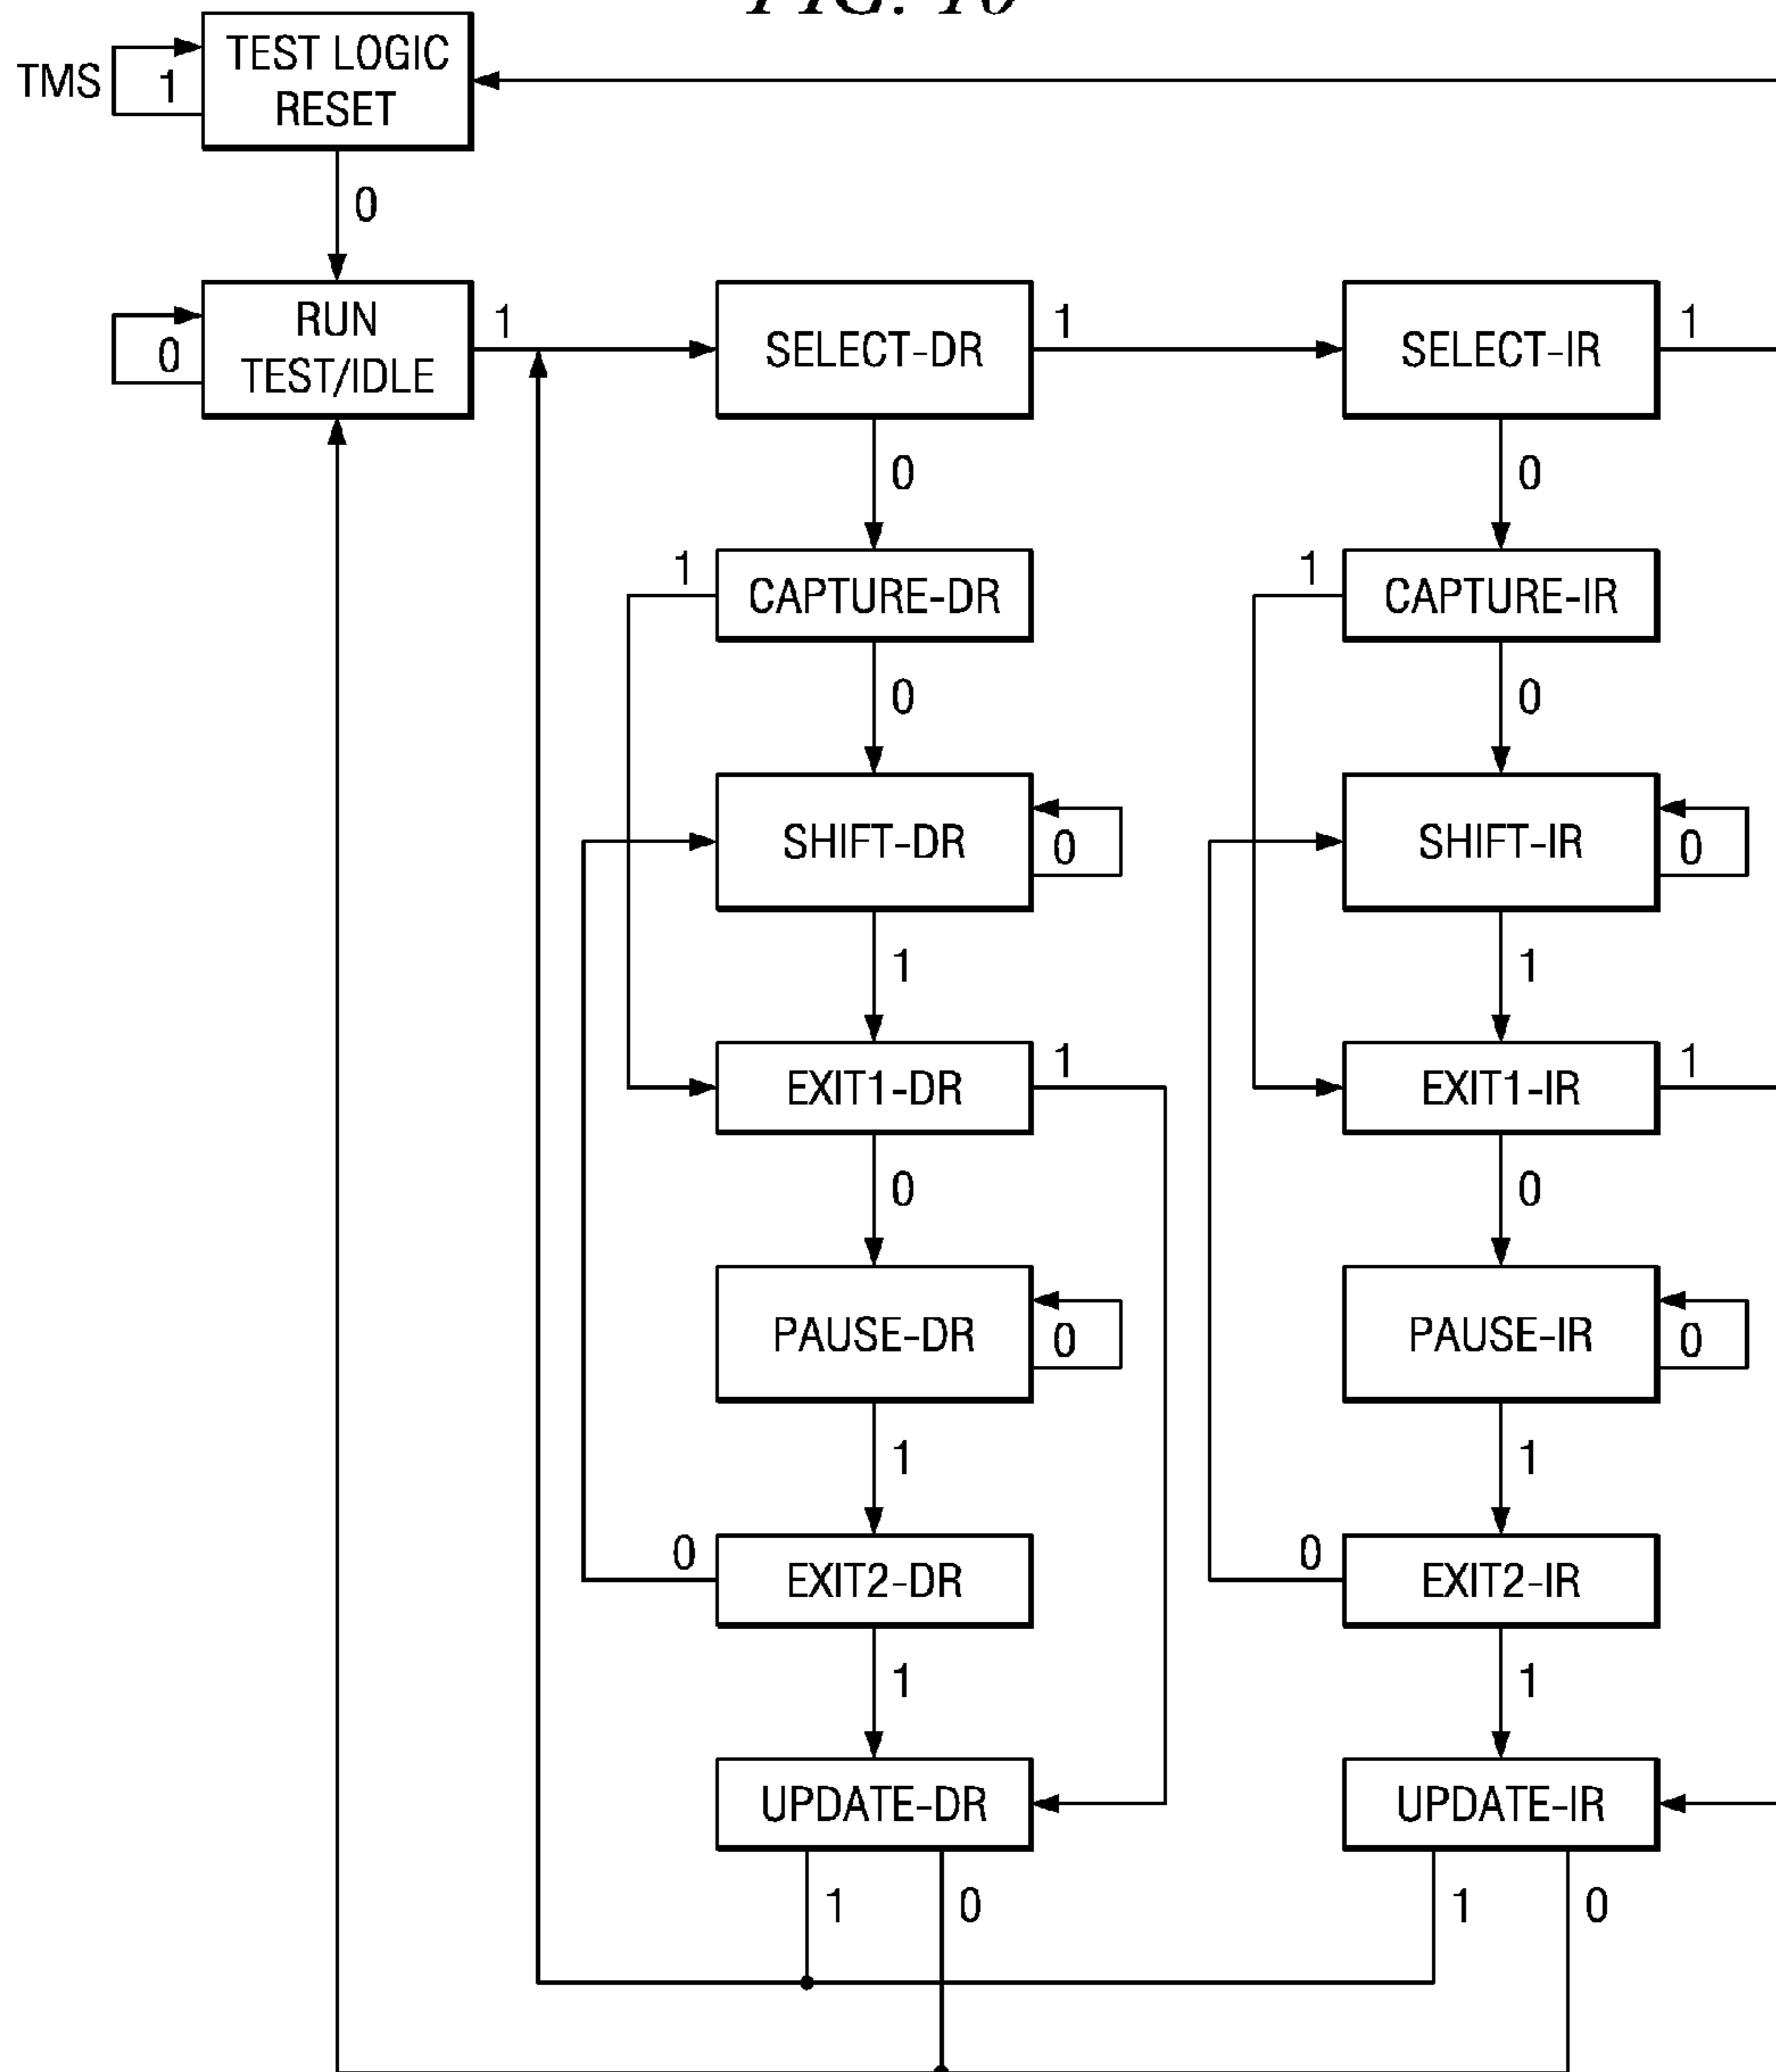 TEST LOGIC
RESET
TMS
1
0
RUN
TEST/IDLE
0
1
SELECT-DR
1
SELECT-IR
1
0
0
1
CAPTURE-DR
1
CAPTURE-IR
0
0
SHIFT-DR
0
SHIFT-IR
0
1
1
EXIT1-DR
1
EXIT1-IR
1
0
0
PAUSE-DR
0
PAUSE-IR
0
1
1
0
EXIT2-DR
0
EXIT2-IR
1
1
UPDATE-DR
UPDATE-IR
1
0
1
0